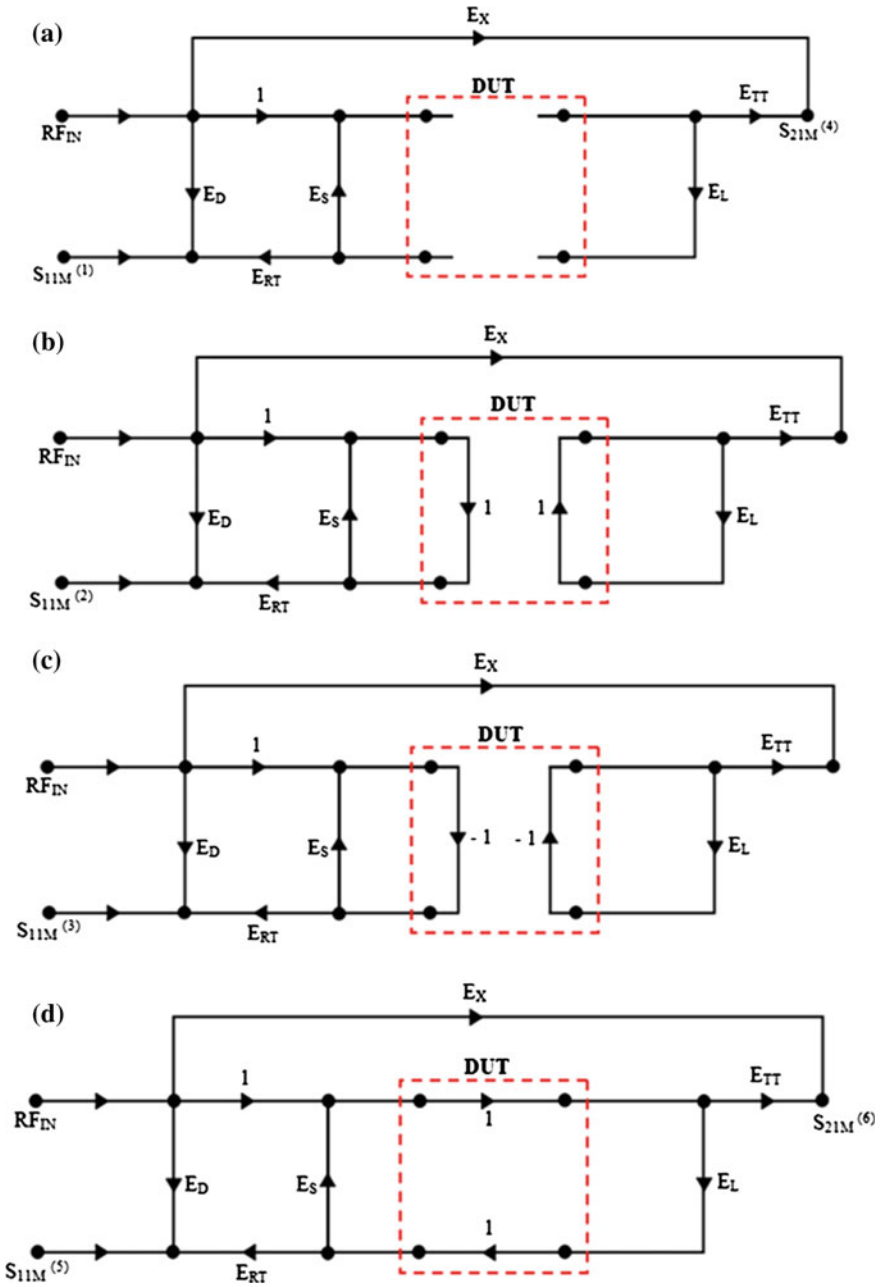 (a)
E_X
DUT
1
E_TT
RF_IN
S_21M^(4)
E_D
E_S
E_L
S_11M^(1)
E_RT
(b)
E_X
DUT
1
E_TT
RF_IN
E_D
E_S
1
1
E_L
S_11M^(2)
E_RT
(c)
E_X
DUT
1
E_TT
RF_IN
E_D
E_S
- 1
- 1
E_L
S_11M^(3)
E_RT
(d)
E_X
DUT
1
E_TT
RF_IN
1
S_21M^(6)
E_D
E_S
E_L
1
S_11M^(5)
E_RT